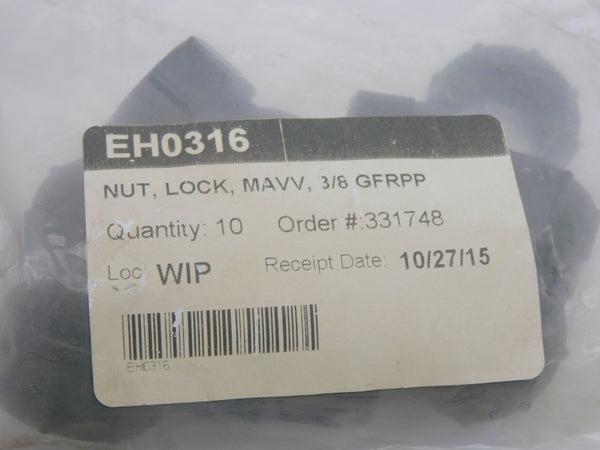 EH0316
NUT, LOCK, MAVV, 3/8 GFRPP
Quantity: 10 Order #:331748
Loc: WIP Receipt Date: 10/27/15
EH0316